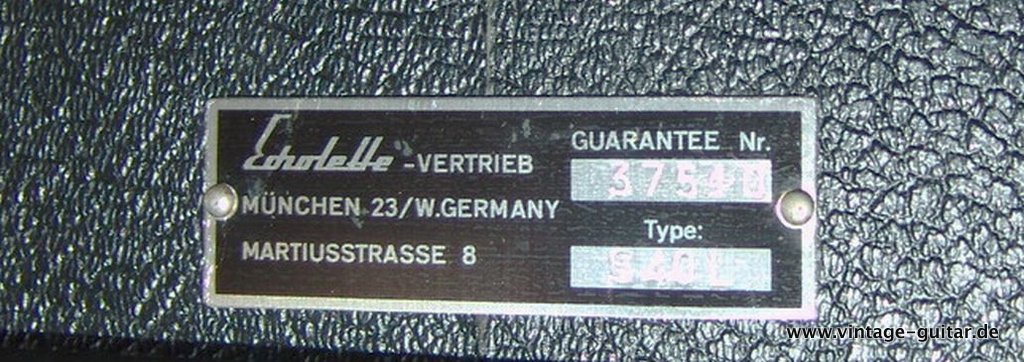 Echolette -VERTRIEB
MÜNCHEN 23/W.GERMANY
MARTIUSSTRASSE 8
GUARANTEE Nr.
37540
Type:
www.vintage-guitar.de